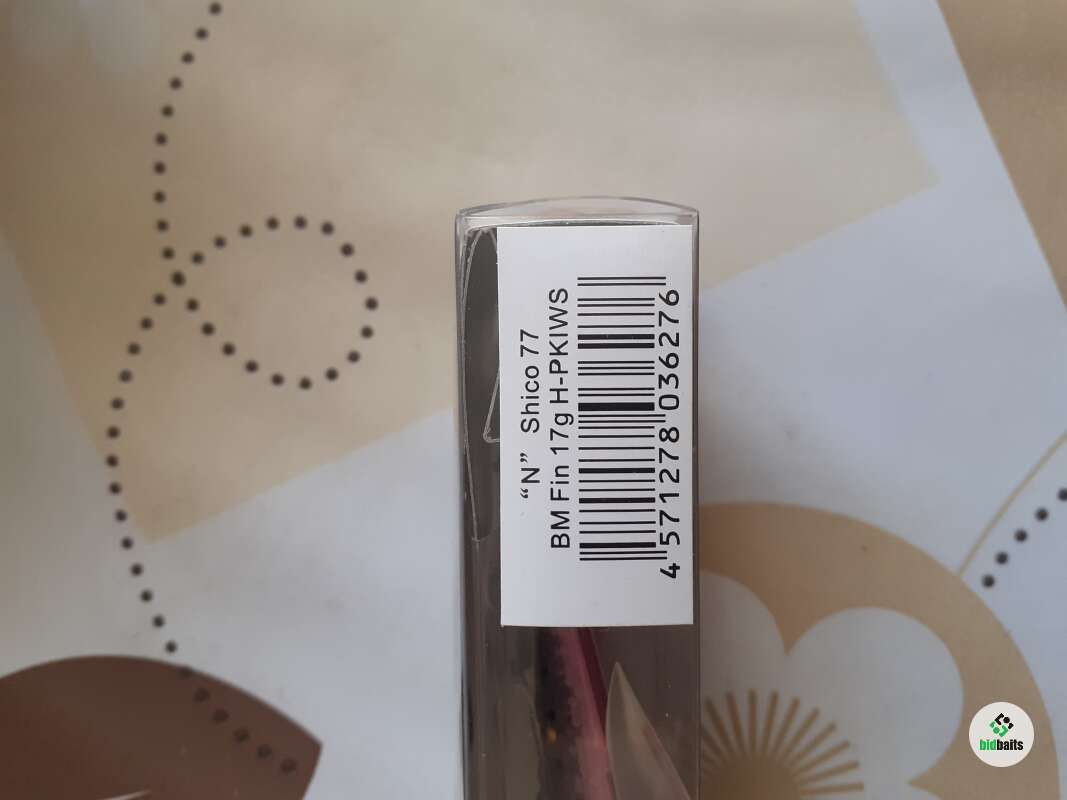 “N” Shico 77
BM Fin 17g H-PKIWS
4 571278 036276
bidbaits